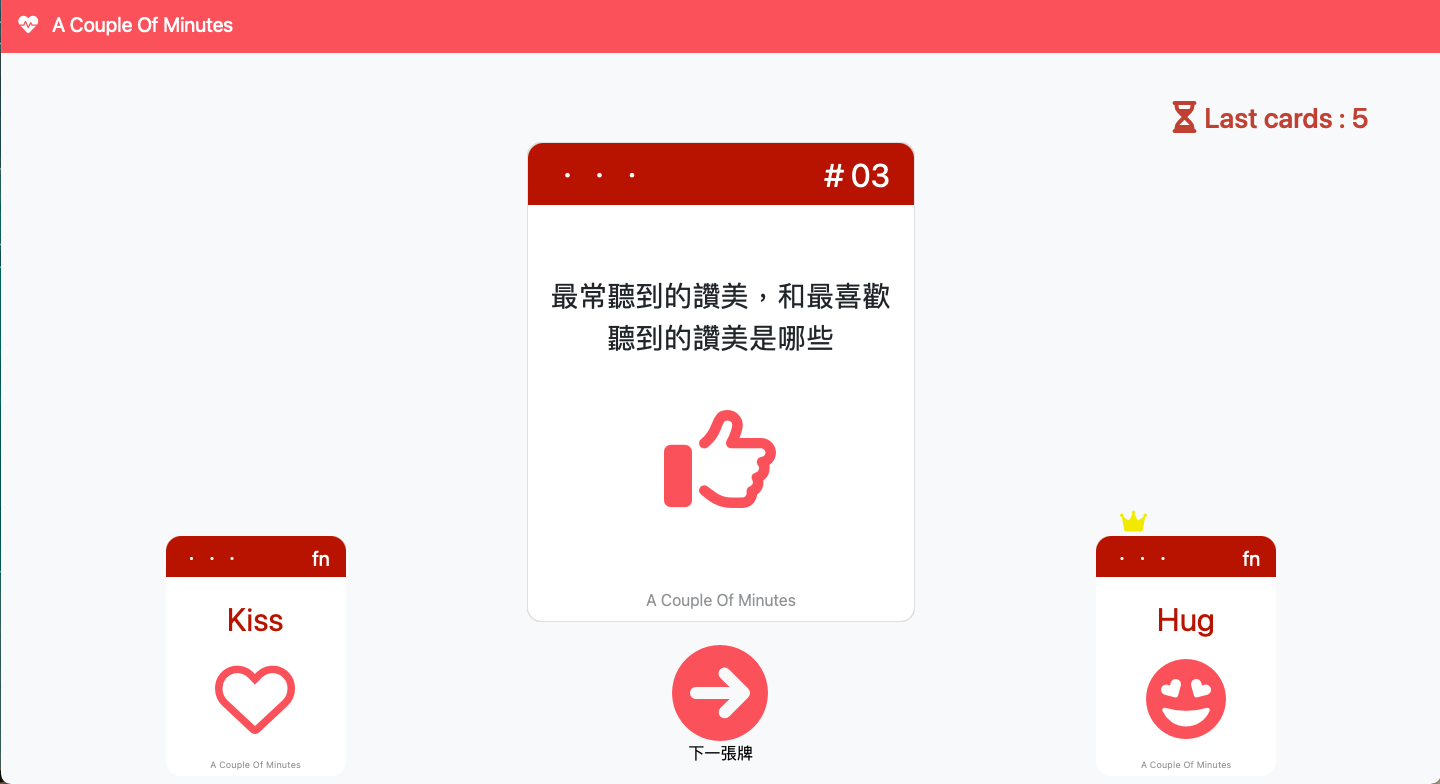 A Couple Of Minutes
Last cards : 5
· · ·
# 03
最常聽到的讚美，和最喜歡
聽到的讚美是哪些
A Couple Of Minutes
下一張牌
· · ·
fn
Kiss
A Couple Of Minutes
· · ·
fn
Hug
A Couple Of Minutes